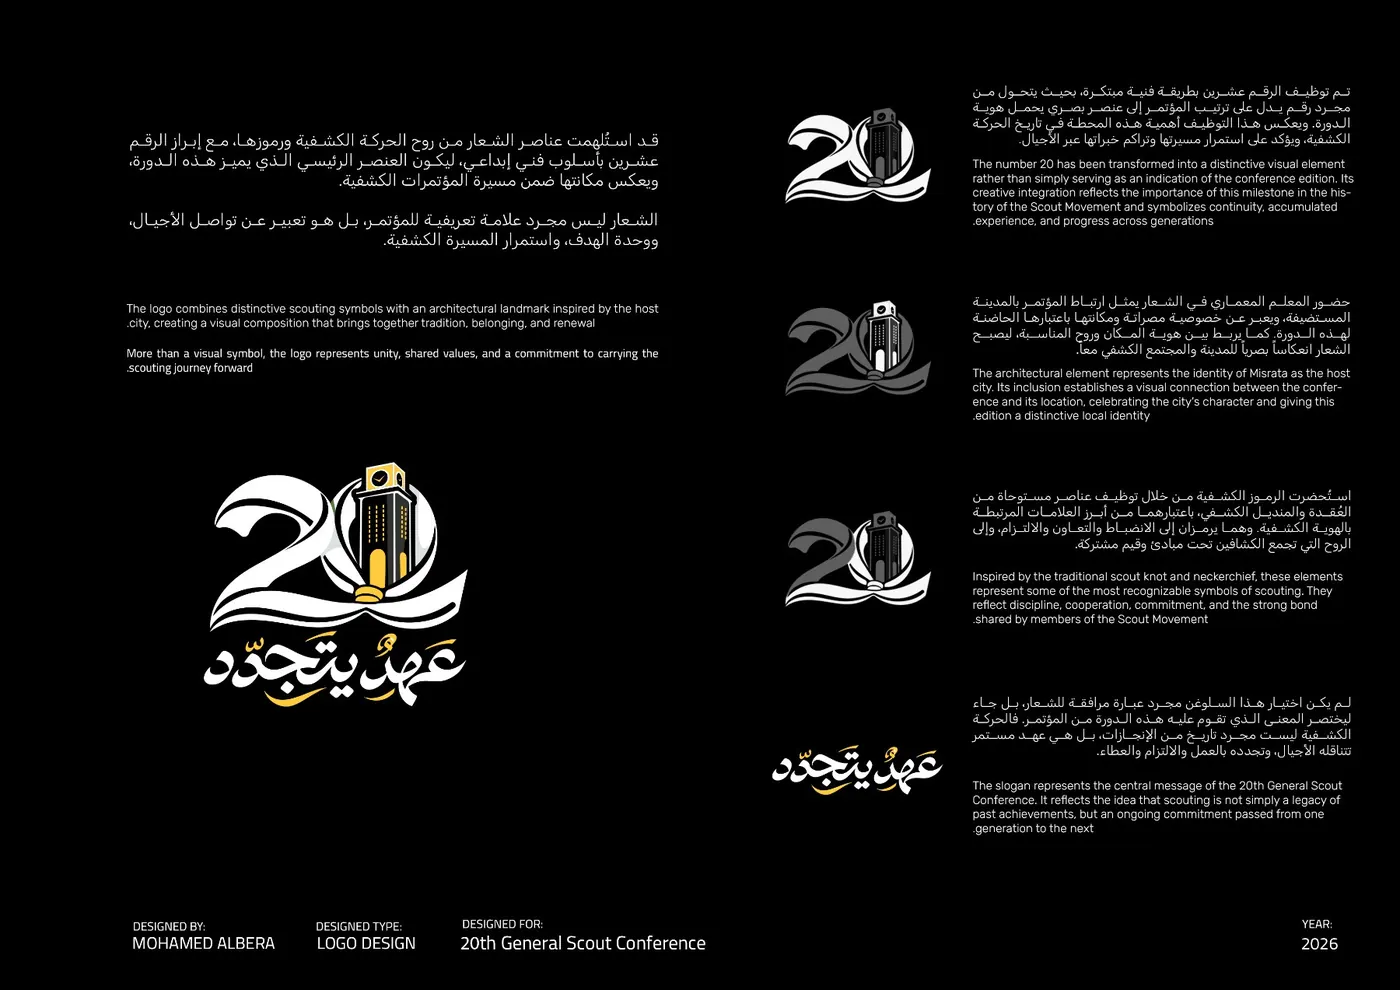 قد استُلهمت عناصر الشعار من روح الحركة الكشفية ورموزها، مع إبراز الرقم
عشرين بأسلوب فني إبداعي، ليكون العنصر الرئيسي الذي يميز هذه الدورة،
ويعكس مكانتها ضمن مسيرة المؤتمرات الكشفية.
الشعار ليس مجرد علامة تعريفية للمؤتمر، بل هو تعبير عن تواصل الأجيال،
ووحدة الهدف، واستمرار المسيرة الكشفية.
The logo combines distinctive scouting symbols with an architectural landmark inspired by the host
.city, creating a visual composition that brings together tradition, belonging, and renewal
More than a visual symbol, the logo represents unity, shared values, and a commitment to carrying the
.scouting journey forward
20
عهدٌ يتجدّد
20
تم توظيف الرقم عشرين بطريقة فنية مبتكرة، بحيث يتحول من
مجرد رقم يدل على ترتيب المؤتمر إلى عنصر بصري يحمل هوية
الدورة. ويعكس هذا التوظيف أهمية هذه المحطة في تاريخ الحركة
الكشفية، ويؤكد على استمرار مسيرتها وتراكم خبراتها عبر الأجيال.
The number 20 has been transformed into a distinctive visual element
rather than simply serving as an indication of the conference edition. Its
creative integration reflects the importance of this milestone in the his-
tory of the Scout Movement and symbolizes continuity, accumulated
.experience, and progress across generations
20
حضور المعلم المعماري في الشعار يمثل ارتباط المؤتمر بالمدينة
المستضيفة، ويعبر عن خصوصية مصراتة ومكانتها باعتبارها الحاضنة
لهذه الدورة. كما يربط بين هوية المكان وروح المناسبة، ليصبح
الشعار انعكاساً بصرياً للمدينة والمجتمع الكشفي معاً.
The architectural element represents the identity of Misrata as the host
city. Its inclusion establishes a visual connection between the confer-
ence and its location, celebrating the city's character and giving this
.edition a distinctive local identity
20
استُحضرت الرموز الكشفية من خلال توظيف عناصر مستوحاة من
العُقدة والمنديل الكشفي، باعتبارهما من أبرز العلامات المرتبطة
بالهوية الكشفية. وهما يرمزان إلى الانضباط والتعاون والالتزام، وإلى
الروح التي تجمع الكشافين تحت مبادئ وقيم مشتركة.
Inspired by the traditional scout knot and neckerchief, these elements
represent some of the most recognizable symbols of scouting. They
reflect discipline, cooperation, commitment, and the strong bond
.shared by members of the Scout Movement
عهدٌ يتجدّد
لم يكن اختيار هذا السلوغن مجرد عبارة مرافقة للشعار، بل جاء
ليختصر المعنى الذي تقوم عليه هذه الدورة من المؤتمر. فالحركة
الكشفية ليست مجرد تاريخ من الإنجازات، بل هي عهد مستمر
تتناقله الأجيال، وتجدده بالعمل والالتزام والعطاء.
The slogan represents the central message of the 20th General Scout
Conference. It reflects the idea that scouting is not simply a legacy of
past achievements, but an ongoing commitment passed from one
.generation to the next
DESIGNED BY:
MOHAMED ALBERA
DESIGNED TYPE:
LOGO DESIGN
DESIGNED FOR:
20th General Scout Conference
YEAR:
2026